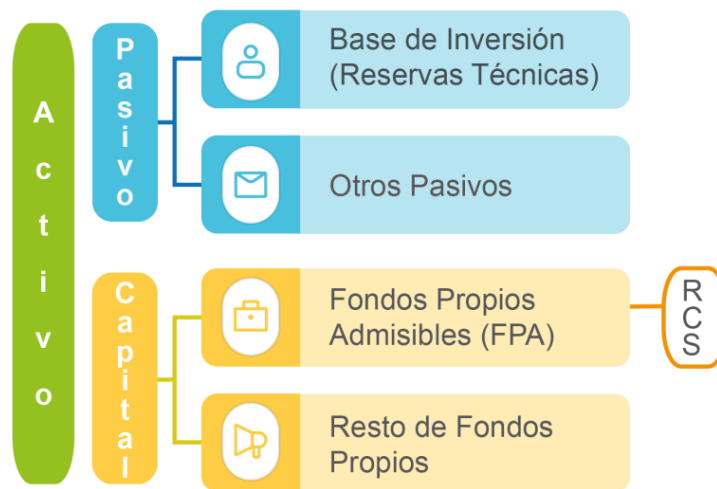 Activo
Pasivo
Base de Inversión
(Reservas Técnicas)
Otros Pasivos
Capital
Fondos Propios
Admisibles (FPA)
RCS
Resto de Fondos
Propios